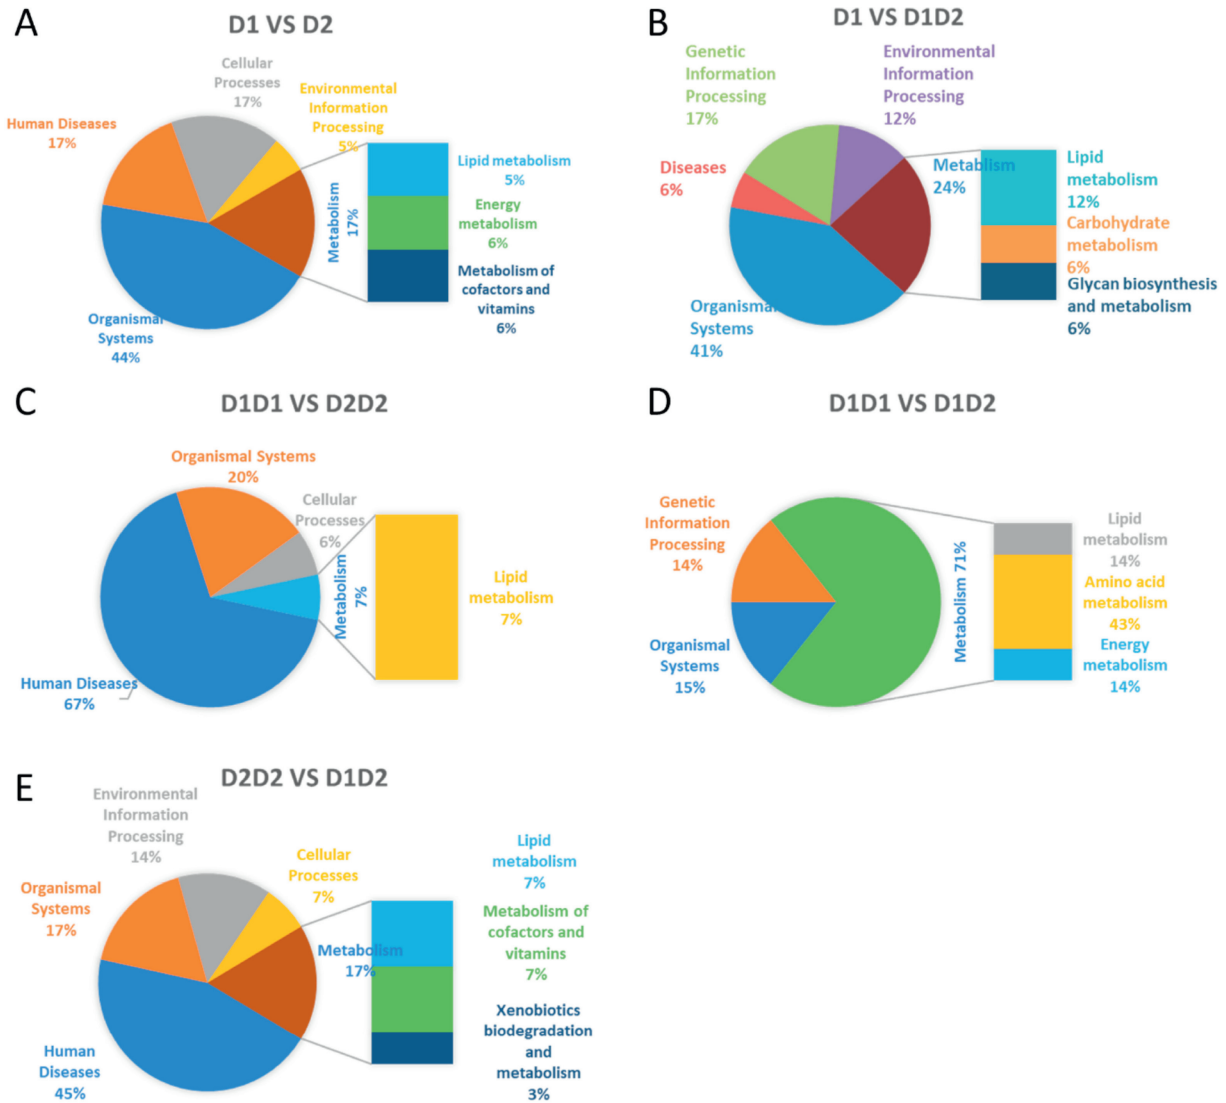 A
D1 VS D2
Cellular
Processes
17%
Environmental
Information
Processing
5%
Human Diseases
17%
Metabolism
17%
Lipid metabolism
5%
Energy
metabolism
6%
Metabolism of
cofactors and
vitamins
6%
Organismal
Systems
44%
B
D1 VS D1D2
Genetic
Information
Processing
17%
Environmental
Information
Processing
12%
Diseases
6%
Metablism
24%
Lipid
metabolism
12%
Carbohydrate
metabolism
6%
Glycan biosynthesis
and metabolism
6%
Organismal
Systems
41%
C
D1D1 VS D2D2
Organismal Systems
20%
Cellular
Processes
6%
Metabolism
7%
Lipid
metabolism
7%
Human Diseases
67%
D
D1D1 VS D1D2
Genetic
Information
Processing
14%
Metabolism 71%
Lipid
metabolism
14%
Amino acid
metabolism
43%
Energy
metabolism
14%
Organismal
Systems
15%
E
D2D2 VS D1D2
Environmental
Information
Processing
14%
Cellular
Processes
7%
Organismal
Systems
17%
Metabolism
17%
Lipid
metabolism
7%
Metabolism of
cofactors and
vitamins
7%
Xenobiotics
biodegradation
and
metabolism
3%
Human
Diseases
45%